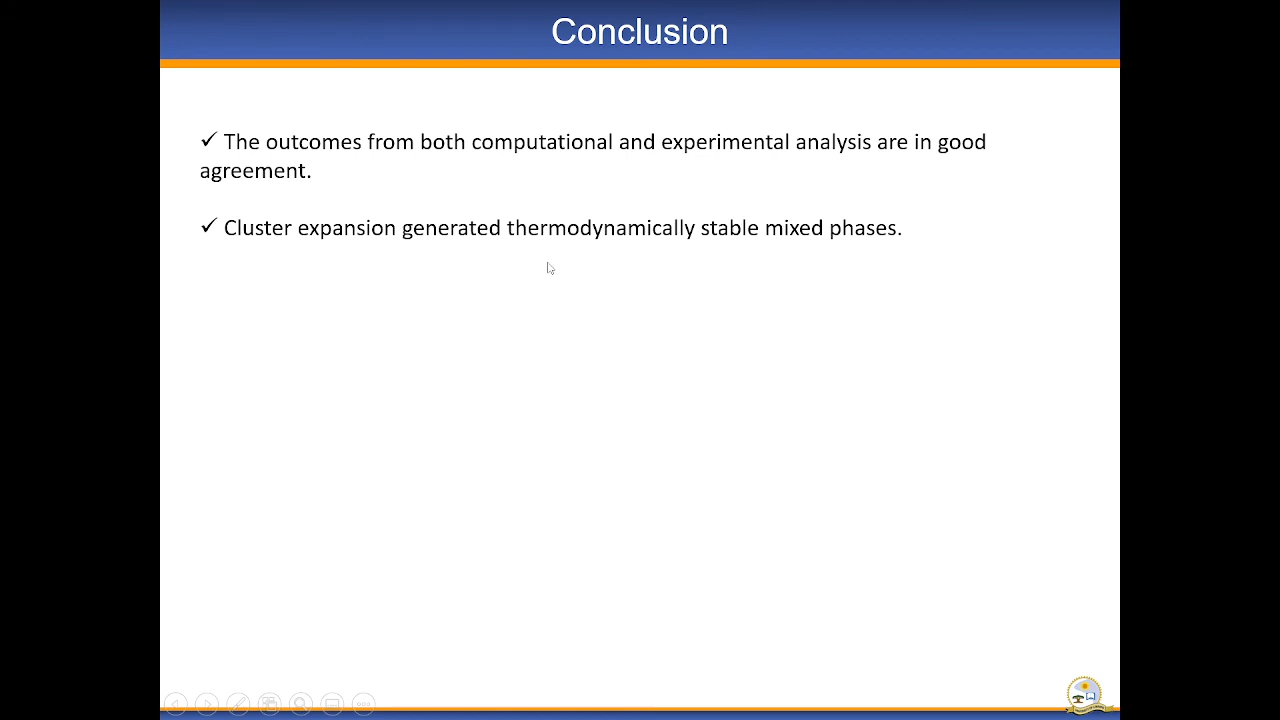 Conclusion
✓ The outcomes from both computational and experimental analysis are in good
agreement.
✓ Cluster expansion generated thermodynamically stable mixed phases.